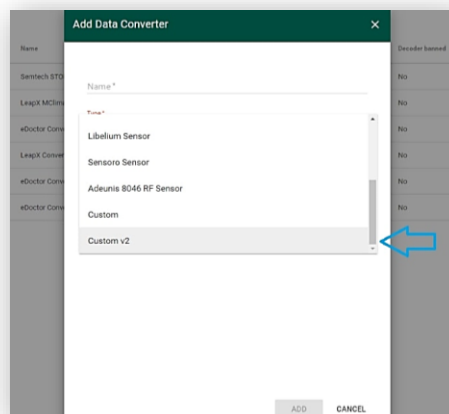 Add Data Converter ×
Name
Decoder banned
Name *
Semtech STO
No
Type *
LeapX MClim
No
Libelium Sensor
eDoctor Conv
No
Sensoro Sensor
LeapX Conver
No
Adeunis 8046 RF Sensor
eDoctor Conv
No
Custom
eDoctor Conv
No
Custom v2
ADD CANCEL